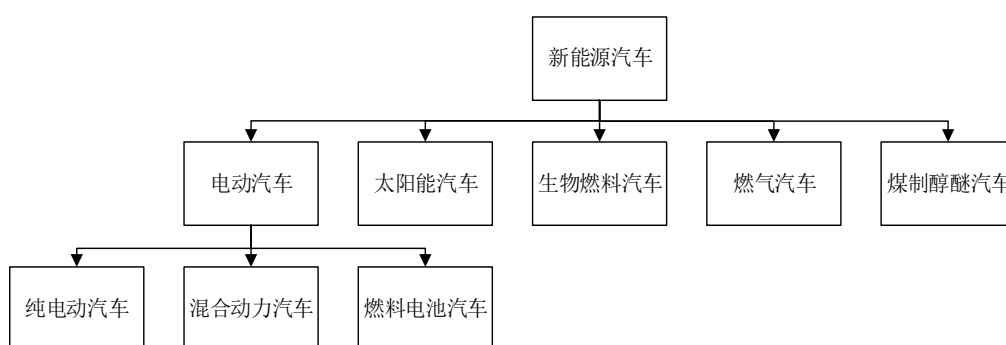 新能源汽车
电动汽车
太阳能汽车
生物燃料汽车
燃气汽车
煤制醇醚汽车
纯电动汽车
混合动力汽车
燃料电池汽车